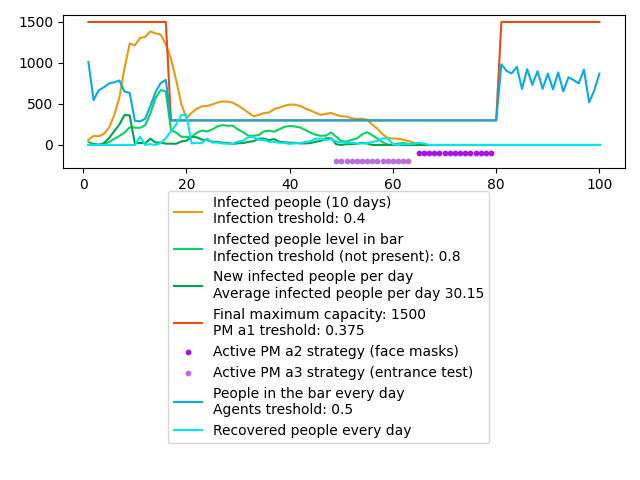 1500
1000
500
0
0
20
40
60
80
100
Infected people (10 days)
Infection treshold: 0.4
Infected people level in bar
Infection treshold (not present): 0.8
New infected people per day
Average infected people per day 30.15
Final maximum capacity: 1500
PM a1 treshold: 0.375
Active PM a2 strategy (face masks)
Active PM a3 strategy (entrance test)
People in the bar every day
Agents treshold: 0.5
Recovered people every day